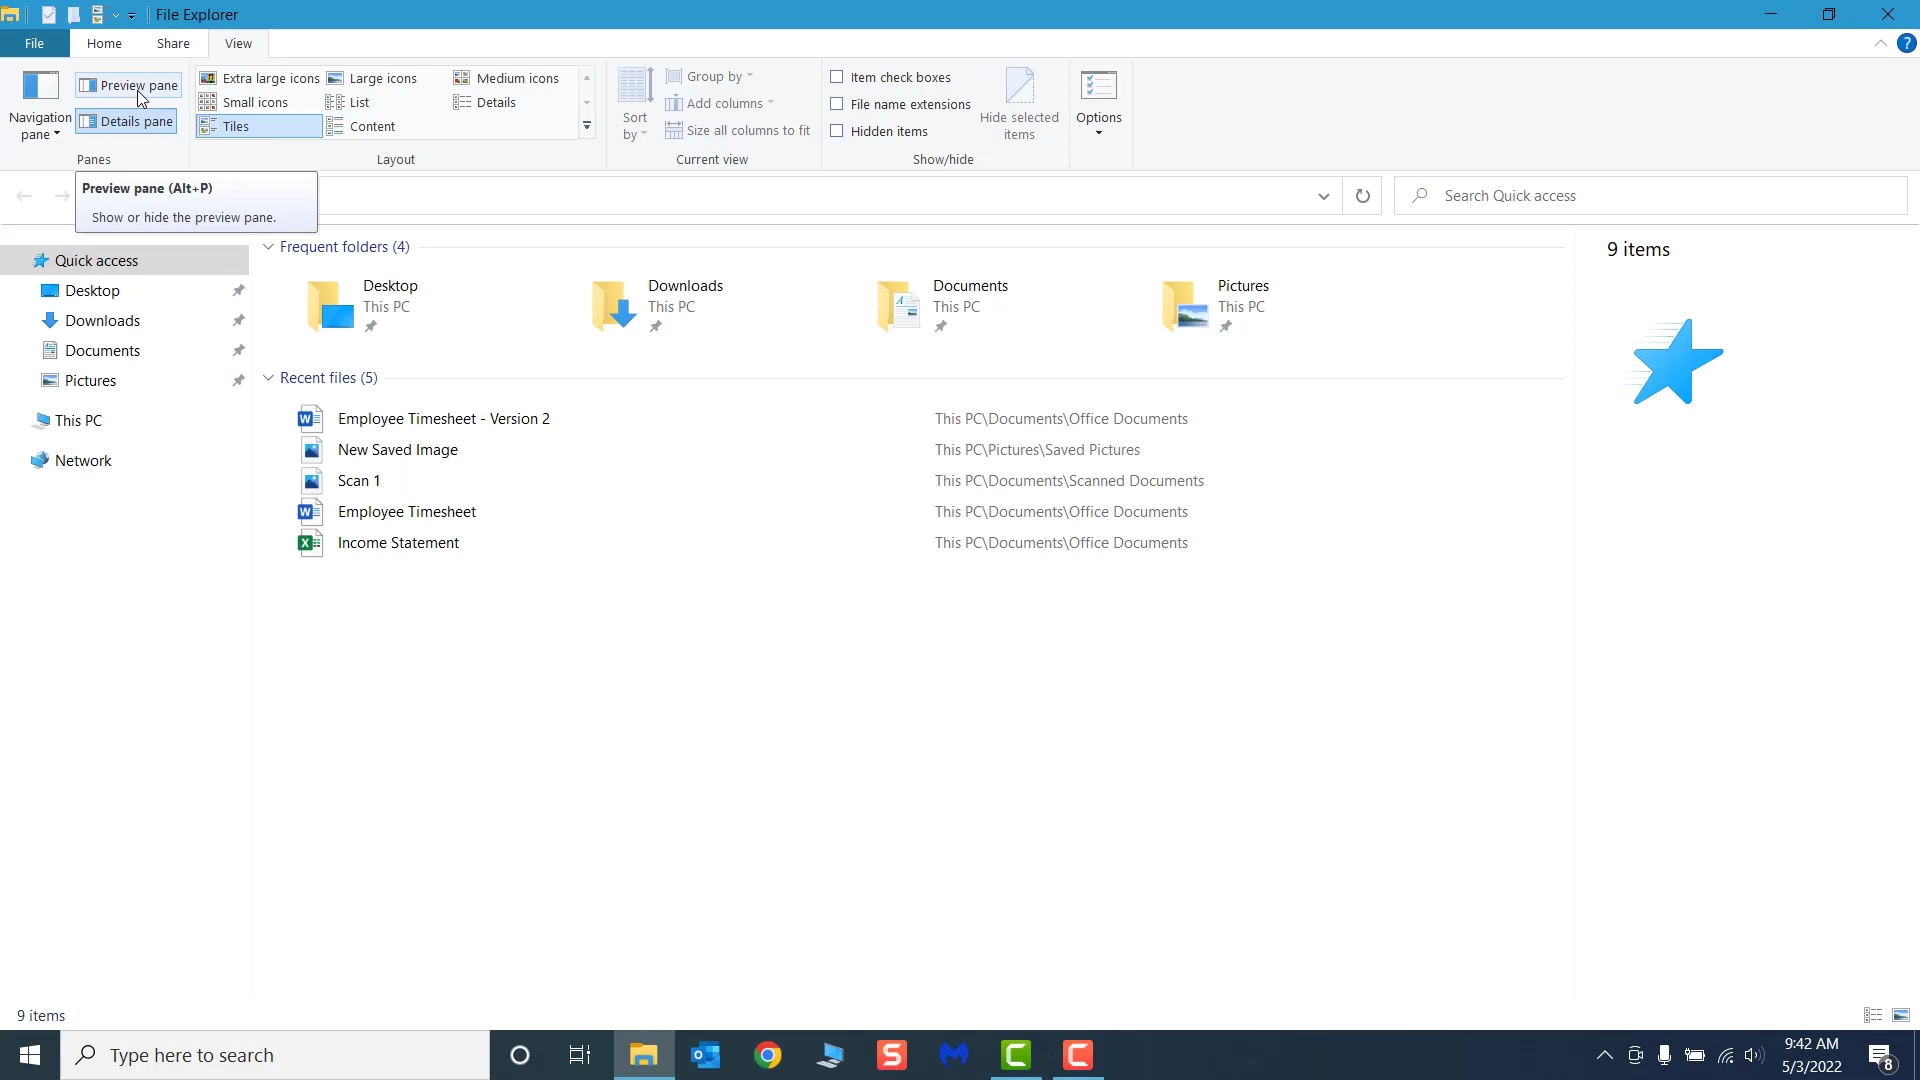 File Explorer
File Home Share View
Navigation pane
Preview pane
Details pane
Panes
Extra large icons Large icons Medium icons
Small icons List Details
Tiles Content
Layout
Sort by
Group by
Add columns
Size all columns to fit
Current view
Item check boxes
File name extensions
Hidden items
Hide selected items
Show/hide
Options
Preview pane (Alt+P)
Show or hide the preview pane.
Search Quick access
Quick access
Desktop
Downloads
Documents
Pictures
This PC
Network
Frequent folders (4)
Desktop
This PC
Downloads
This PC
Documents
This PC
Pictures
This PC
Recent files (5)
Employee Timesheet - Version 2 This PC\Documents\Office Documents
New Saved Image This PC\Pictures\Saved Pictures
Scan 1 This PC\Documents\Scanned Documents
Employee Timesheet This PC\Documents\Office Documents
Income Statement This PC\Documents\Office Documents
9 items
9 items
Type here to search
9:42 AM
5/3/2022
8